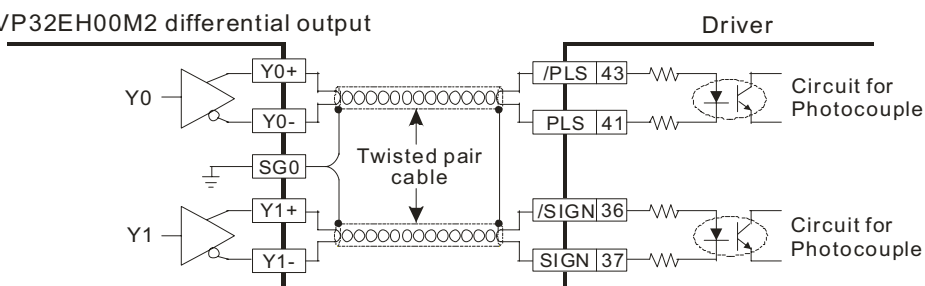 VP32EH00M2 differential output
Driver
Y0
Y0+
Y0-
SG0
Y1
Y1+
Y1-
Twisted pair
cable
/PLS 43
PLS 41
/SIGN 36
SIGN 37
Circuit for
Photocouple
Circuit for
Photocouple